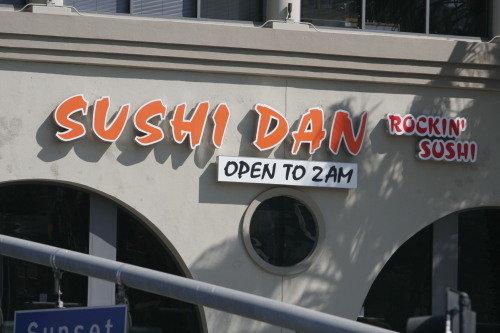 SUSHI DAN
ROCKIN'
SUSHI
OPEN TO 2AM
Sunset